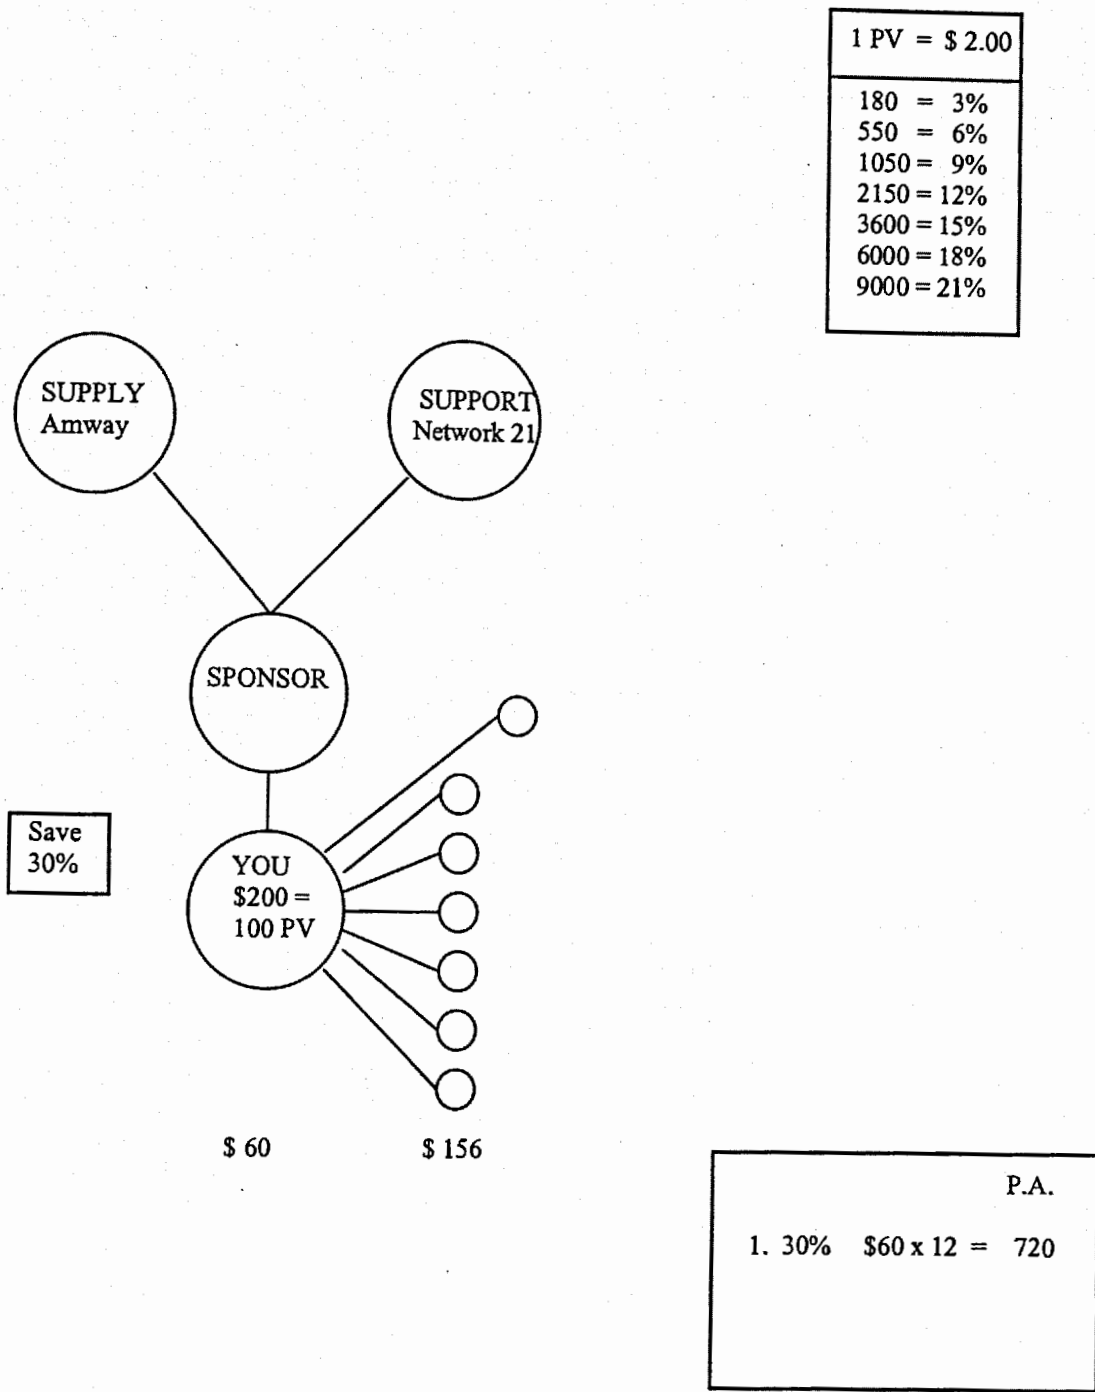 1 PV = $ 2.00
180 = 3%
550 = 6%
1050 = 9%
2150 = 12%
3600 = 15%
6000 = 18%
9000 = 21%
SUPPLY
Amway
SUPPORT
Network 21
SPONSOR
Save
30%
YOU
$200 =
100 PV
$ 60
$ 156
P.A.
1. 30% $60 x 12 = 720